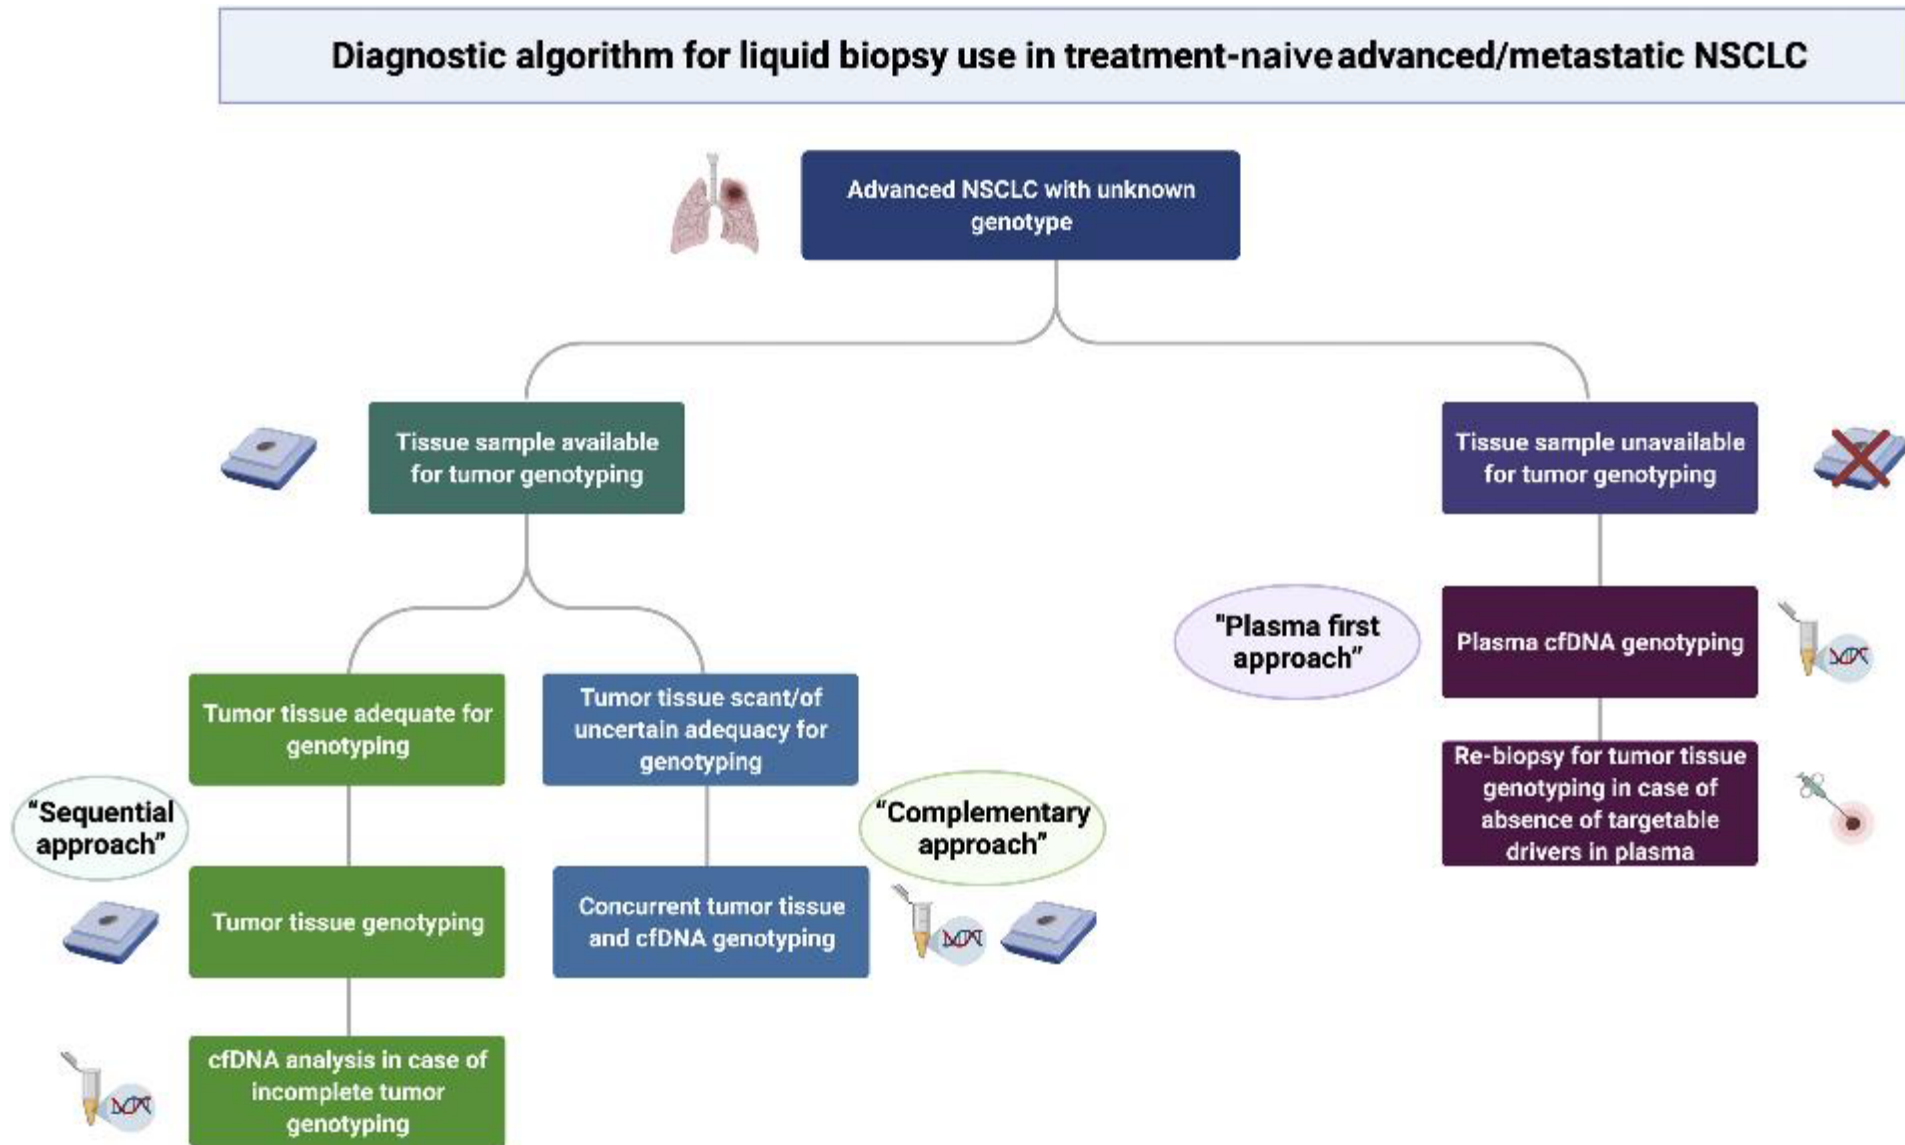 Diagnostic algorithm for liquid biopsy use in treatment-naive advanced/metastatic NSCLC
Advanced NSCLC with unknown
genotype
Tissue sample available
for tumor genotyping
Tissue sample unavailable
for tumor genotyping
"Plasma first
approach"
Plasma cfDNA genotyping
Tumor tissue adequate for
genotyping
Tumor tissue scant/of
uncertain adequacy for
genotyping
Re-biopsy for tumor tissue
genotyping in case of
absence of targetable
drivers in plasma
“Sequential
approach”
“Complementary
approach”
Tumor tissue genotyping
Concurrent tumor tissue
and cfDNA genotyping
cfDNA analysis in case of
incomplete tumor
genotyping